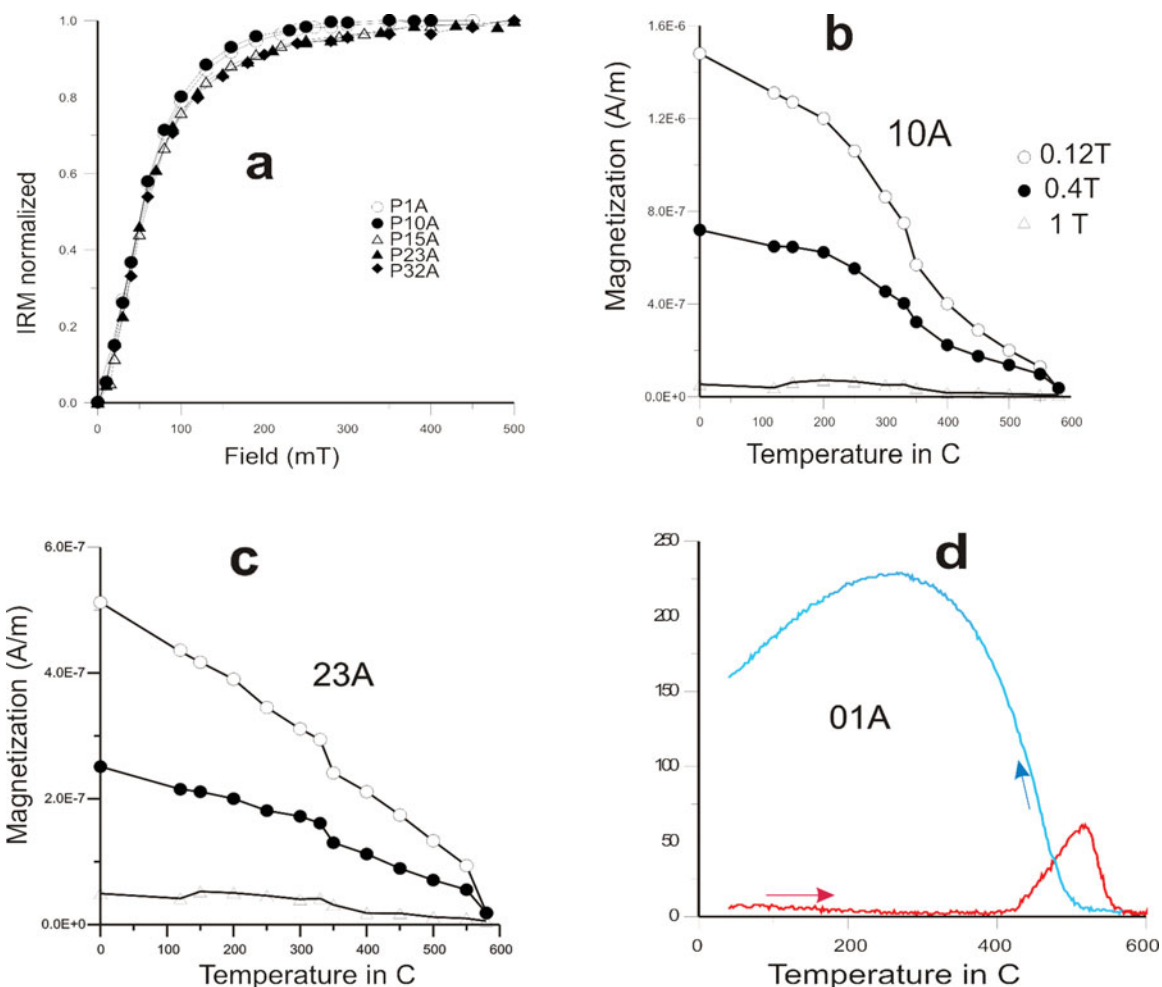 a
IRM normalized
1.0
0.8
0.6
0.4
0.2
0.0
P1A
P10A
P15A
P23A
P32A
0 100 200 300 400 500
Field (mT)
b
Magnetization (A/m)
1.6E-6
1.2E-6
8.0E-7
4.0E-7
0.0E+0
10A
0.12T
0.4T
1 T
0 100 200 300 400 500 600
Temperature in C
c
Magnetization (A/m)
6.0E-7
4.0E-7
2.0E-7
0.0E+0
23A
0 100 200 300 400 500 600
Temperature in C
d
250
200
150
100
50
0
01A
0 200 400 600
Temperature in C